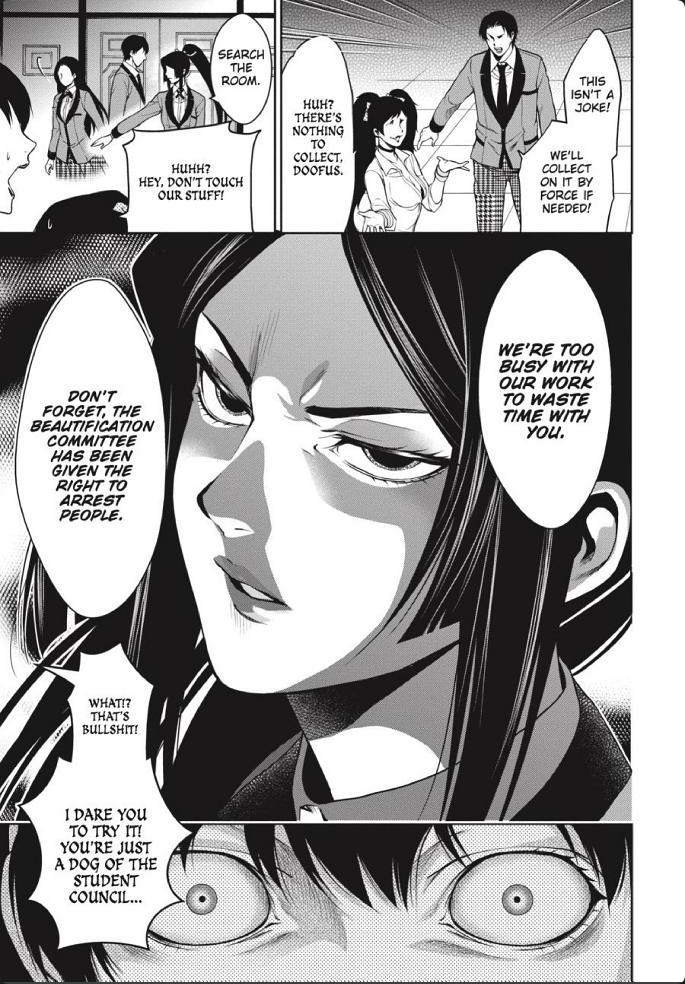 THIS
ISN'T
A
JOKE!
WE'LL
COLLECT
ON IT BY
FORCE IF
NEEDED!
HUH?
THERE'S
NOTHING
TO
COLLECT,
DOOFUS.
SEARCH
THE
ROOM.
HUHH?
HEY, DON'T TOUCH
OUR STUFF!
WE'RE TOO
BUSY WITH
OUR WORK
TO WASTE
TIME WITH
YOU.
DON'T
FORGET, THE
BEAUTIFICATION
COMMITTEE
HAS BEEN
GIVEN THE
RIGHT TO
ARREST
PEOPLE.
WHAT!?
THAT'S
BULLSHIT!
I DARE YOU
TO TRY IT!
YOU'RE JUST
A DOG OF THE
STUDENT
COUNCIL...